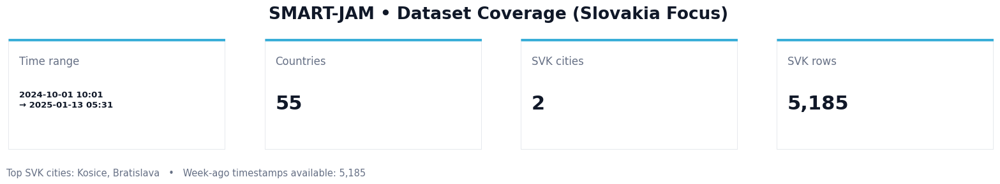 SMART-JAM • Dataset Coverage (Slovakia Focus)
Time range
2024-10-01 10:01
→ 2025-01-13 05:31
Countries
55
SVK cities
2
SVK rows
5,185
Top SVK cities: Kosice, Bratislava • Week-ago timestamps available: 5,185